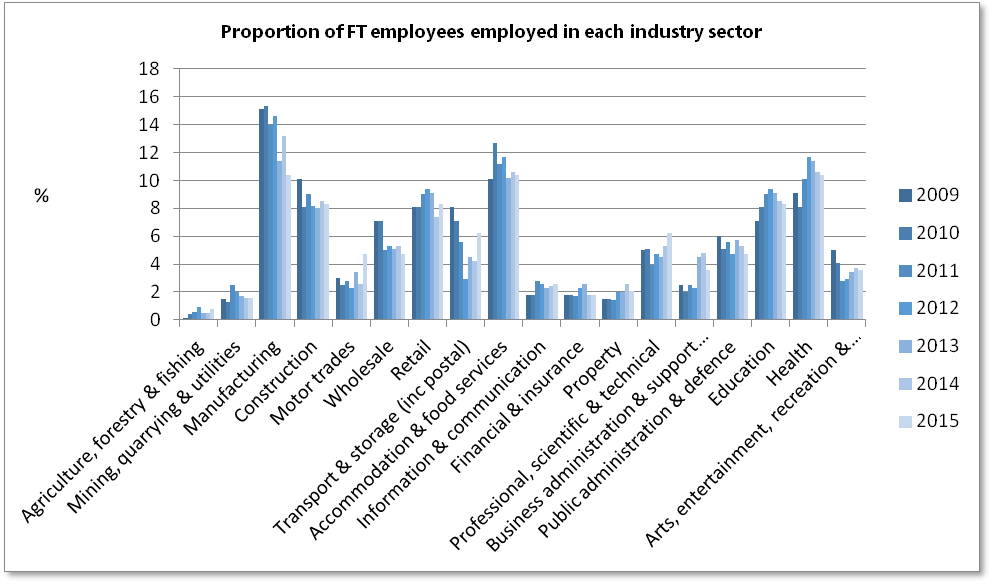 Proportion of FT employees employed in each industry sector
18
16
14
12
10
8
6
4
2
0
%
Agriculture, forestry & fishing
Mining, quarrying & utilities
Manufacturing
Construction
Motor trades
Wholesale
Retail
Transport & storage (inc postal)
Accommodation & food services
Information & communication
Financial & insurance
Property
Professional, scientific & technical
Business administration & support...
Public administration & defence
Education
Health
Arts, entertainment, recreation &...
2009
2010
2011
2012
2013
2014
2015